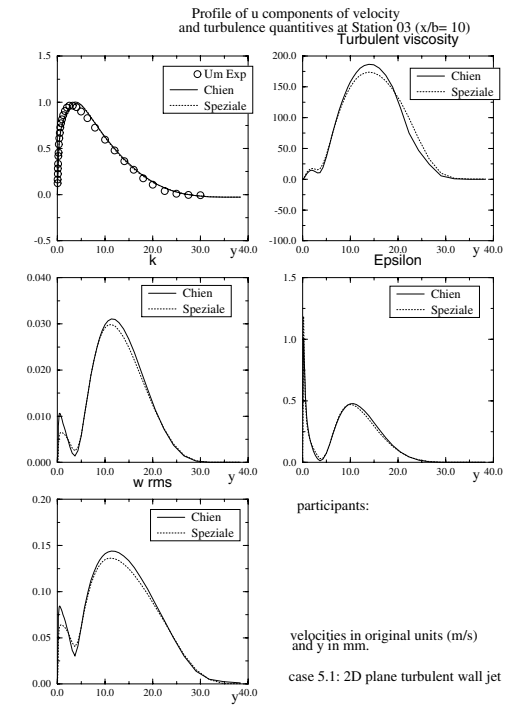 Profile of u components of velocity
and turbulence quantitives at Station 03 (x/b= 10)
Turbulent viscosity
1.5
1.0
0.5
0.0
-0.5
0.0 10.0 20.0 30.0 40.0
y
Um Exp
Chien
Speziale
200.0
150.0
100.0
50.0
0.0
-50.0
-100.0
0.0 10.0 20.0 30.0 40.0
y
Chien
Speziale
k
0.040
0.030
0.020
0.010
0.000
0.0 10.0 20.0 30.0 40.0
y
Chien
Speziale
Epsilon
1.5
1.0
0.5
0.0
0.0 10.0 20.0 30.0 40.0
y
Chien
Speziale
w rms
0.20
0.15
0.10
0.05
0.00
0.0 10.0 20.0 30.0 40.0
y
Chien
Speziale
participants:
velocities in original units (m/s)
and y in mm.
case 5.1: 2D plane turbulent wall jet